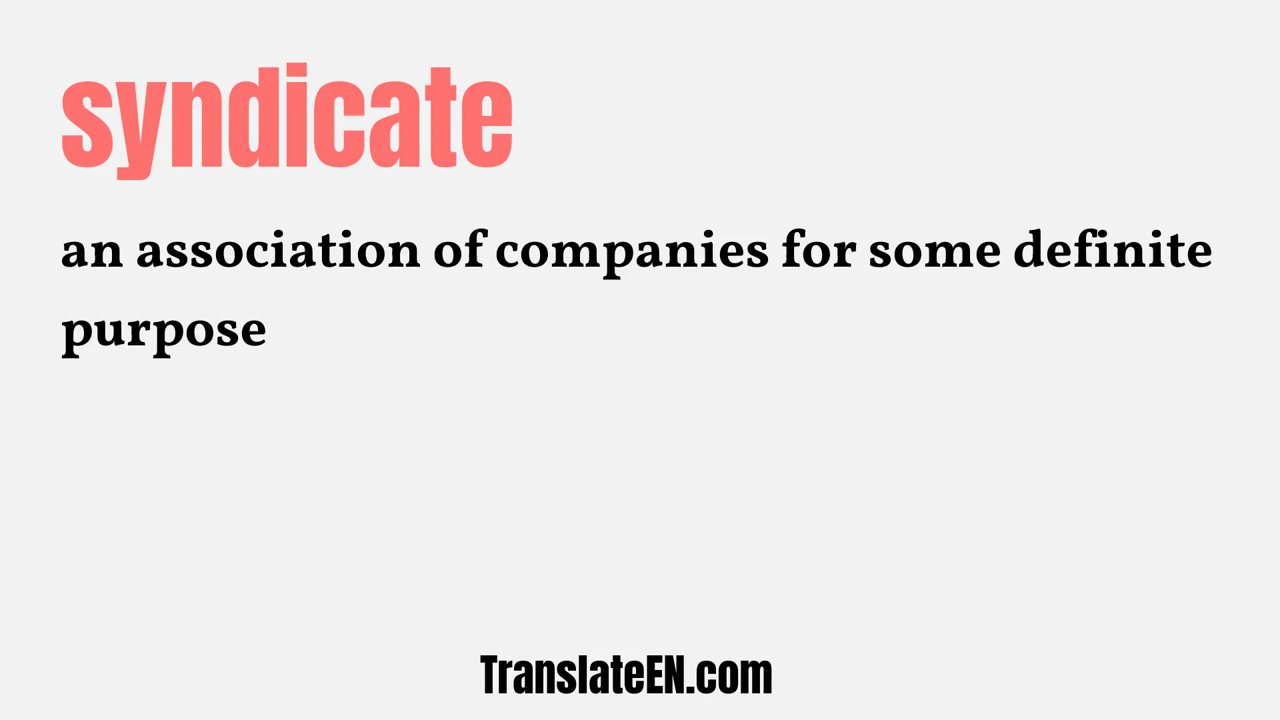 syndicate
an association of companies for some definite
purpose
TranslateEN.com